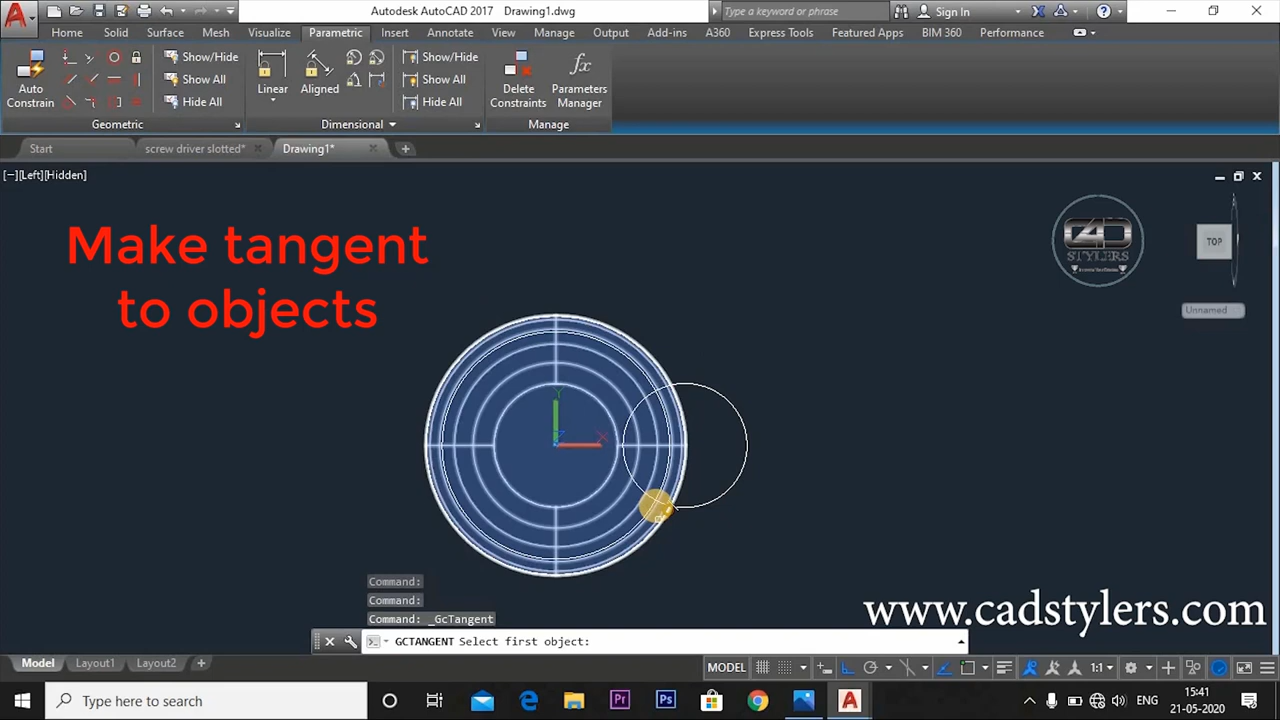 Autodesk AutoCAD 2017 Drawing1.dwg
Type a keyword or phrase
Sign In
Home Solid Surface Mesh Visualize Parametric Insert Annotate View Manage Output Add-ins A360 Express Tools Featured Apps BIM 360 Performance
Auto Constrain
Show/Hide
Show All
Hide All
Linear
Aligned
Show/Hide
Show All
Hide All
Delete Constraints
Parameters Manager
Geometric
Dimensional
Manage
Start
screw driver slotted*
Drawing1*
[−][Left][Hidden]
Make tangent
to objects
CAD
STYLERS
TOP
Unnamed
Y
X
Z
Command:
Command:
Command: _GcTangent
www.cadstylers.com
GCTANGENT Select first object:
Model Layout1 Layout2
MODEL
1:1
Type here to search
Pr
Ps
ENG
15:41
21-05-2020